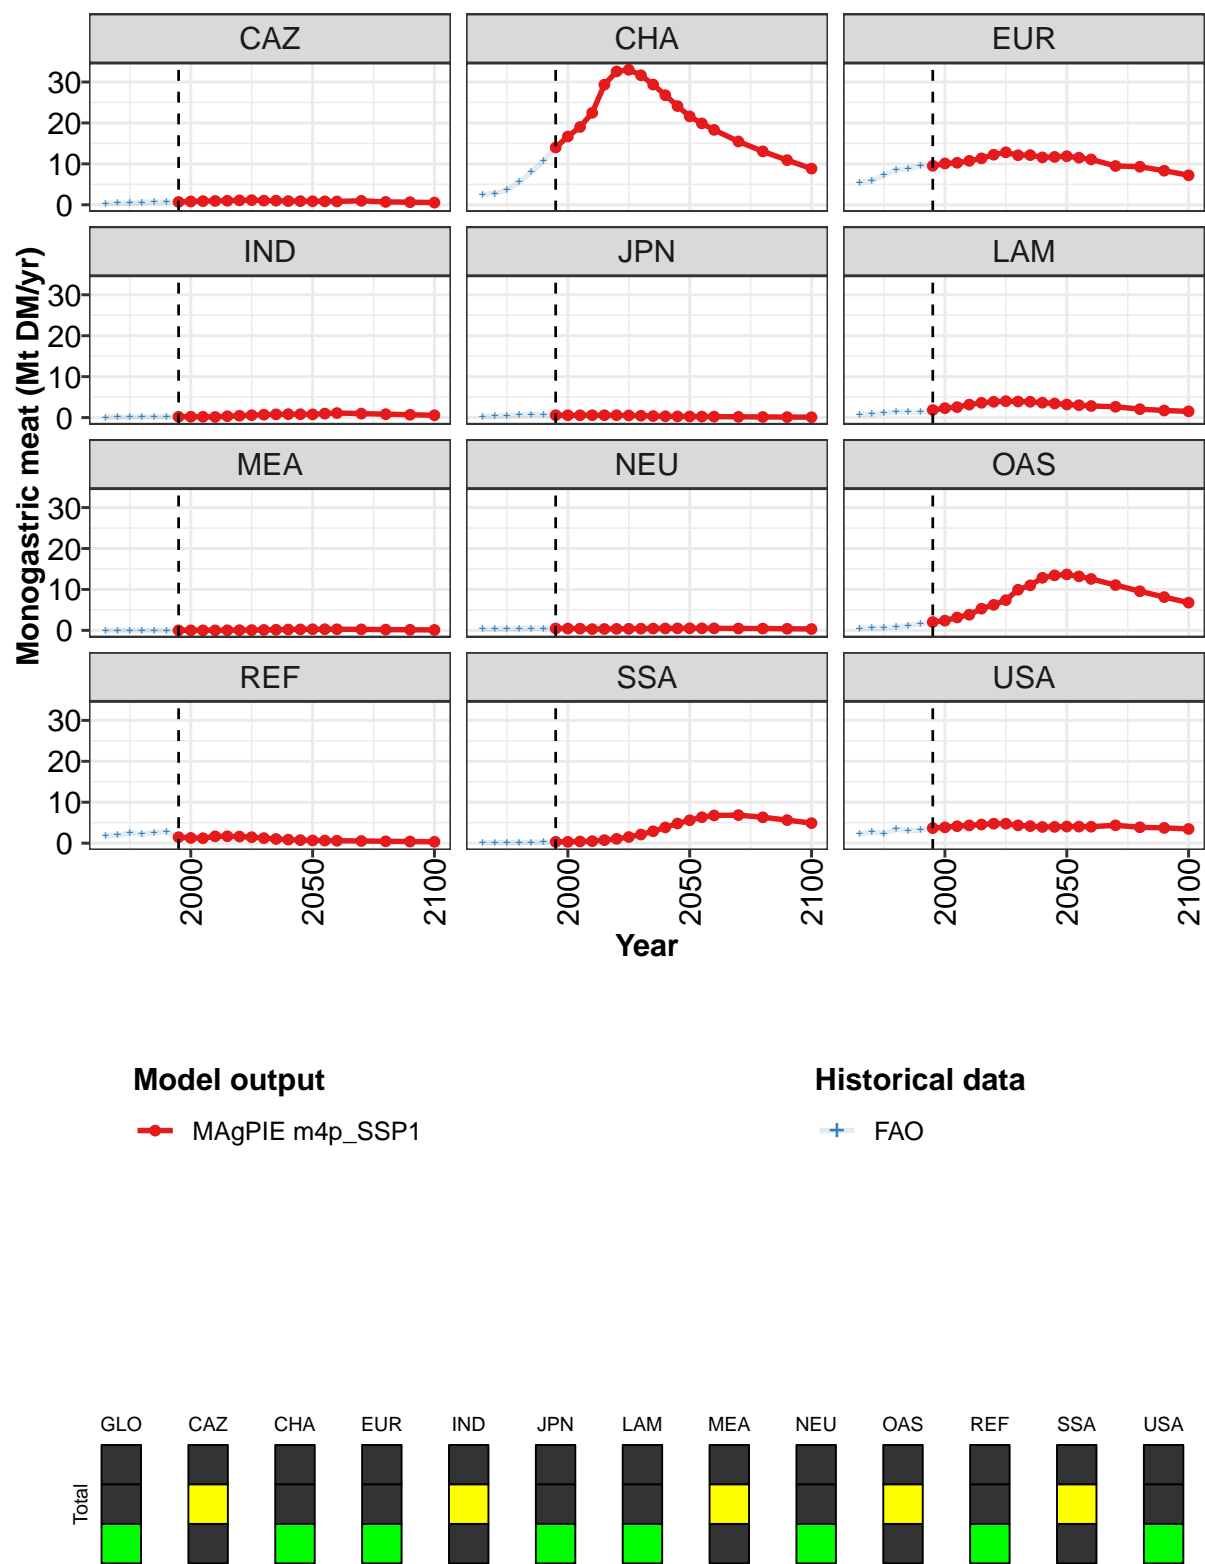 CAZ CHA EUR
30
20
10
0
IND JPN LAM
30
20
10
0
MEA NEU OAS
30
20
10
0
REF SSA USA
30
20
10
0
Monogastric meat (Mt DM/yr)
2000 2050 2100 2000 2050 2100 2000 2050 2100
Year
Model output Historical data
MAgPIE m4p_SSP1 FAO
GLO CAZ CHA EUR IND JPN LAM MEA NEU OAS REF SSA USA
Total